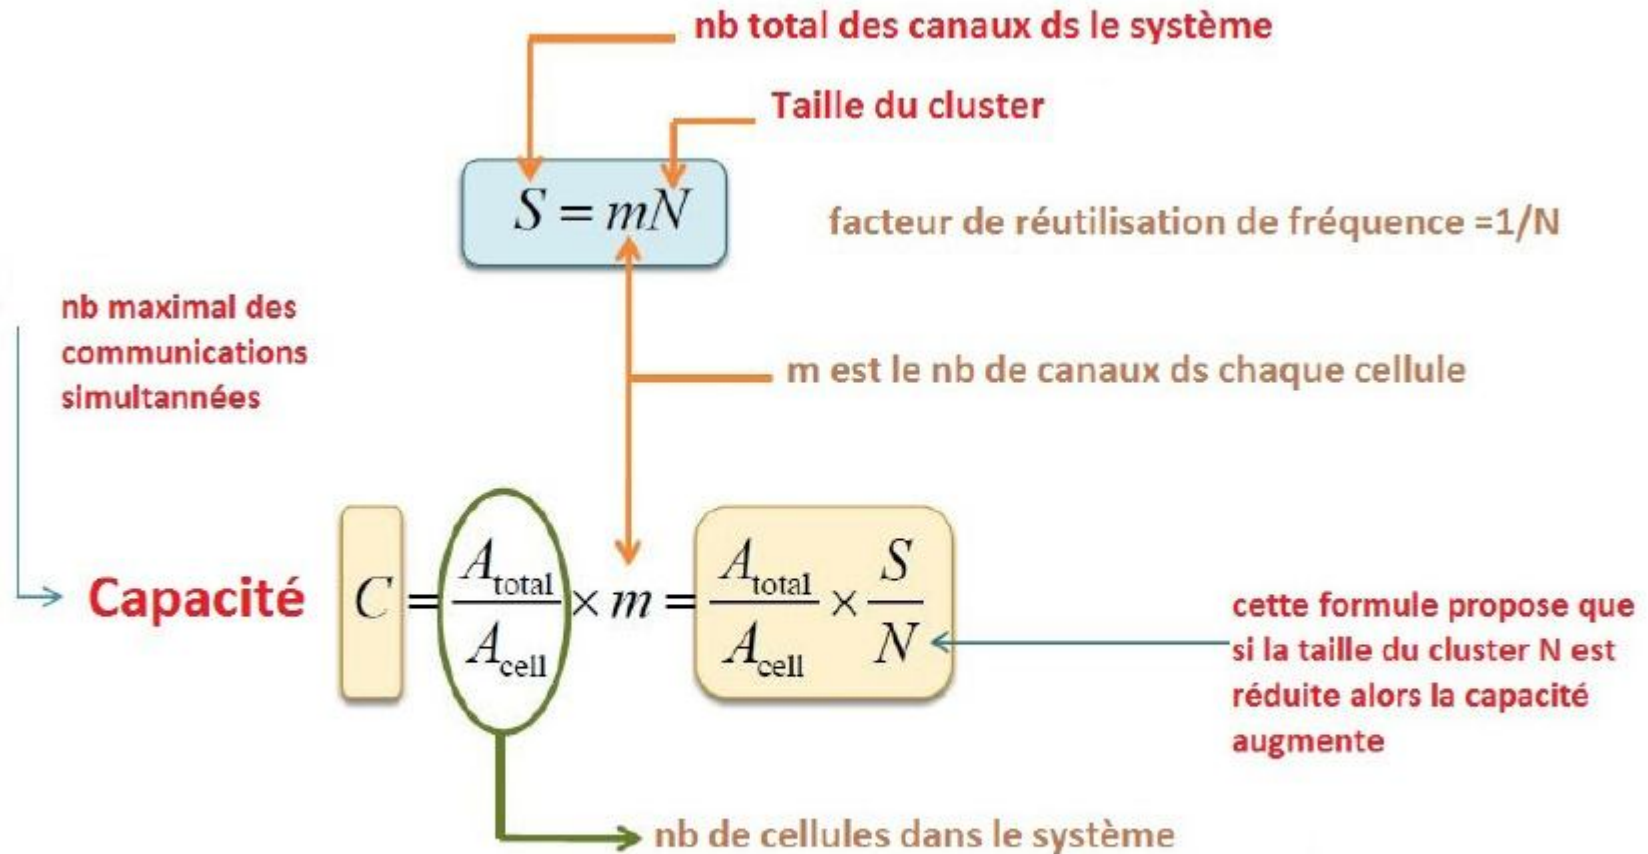 nb total des canaux ds le système
Taille du cluster
S = mN
facteur de réutilisation de fréquence =1/N
nb maximal des
communications
simultannées
m est le nb de canaux ds chaque cellule
Capacité C = A_total / A_cell × m = A_total / A_cell × S / N
cette formule propose que
si la taille du cluster N est
réduite alors la capacité
augmente
nb de cellules dans le système